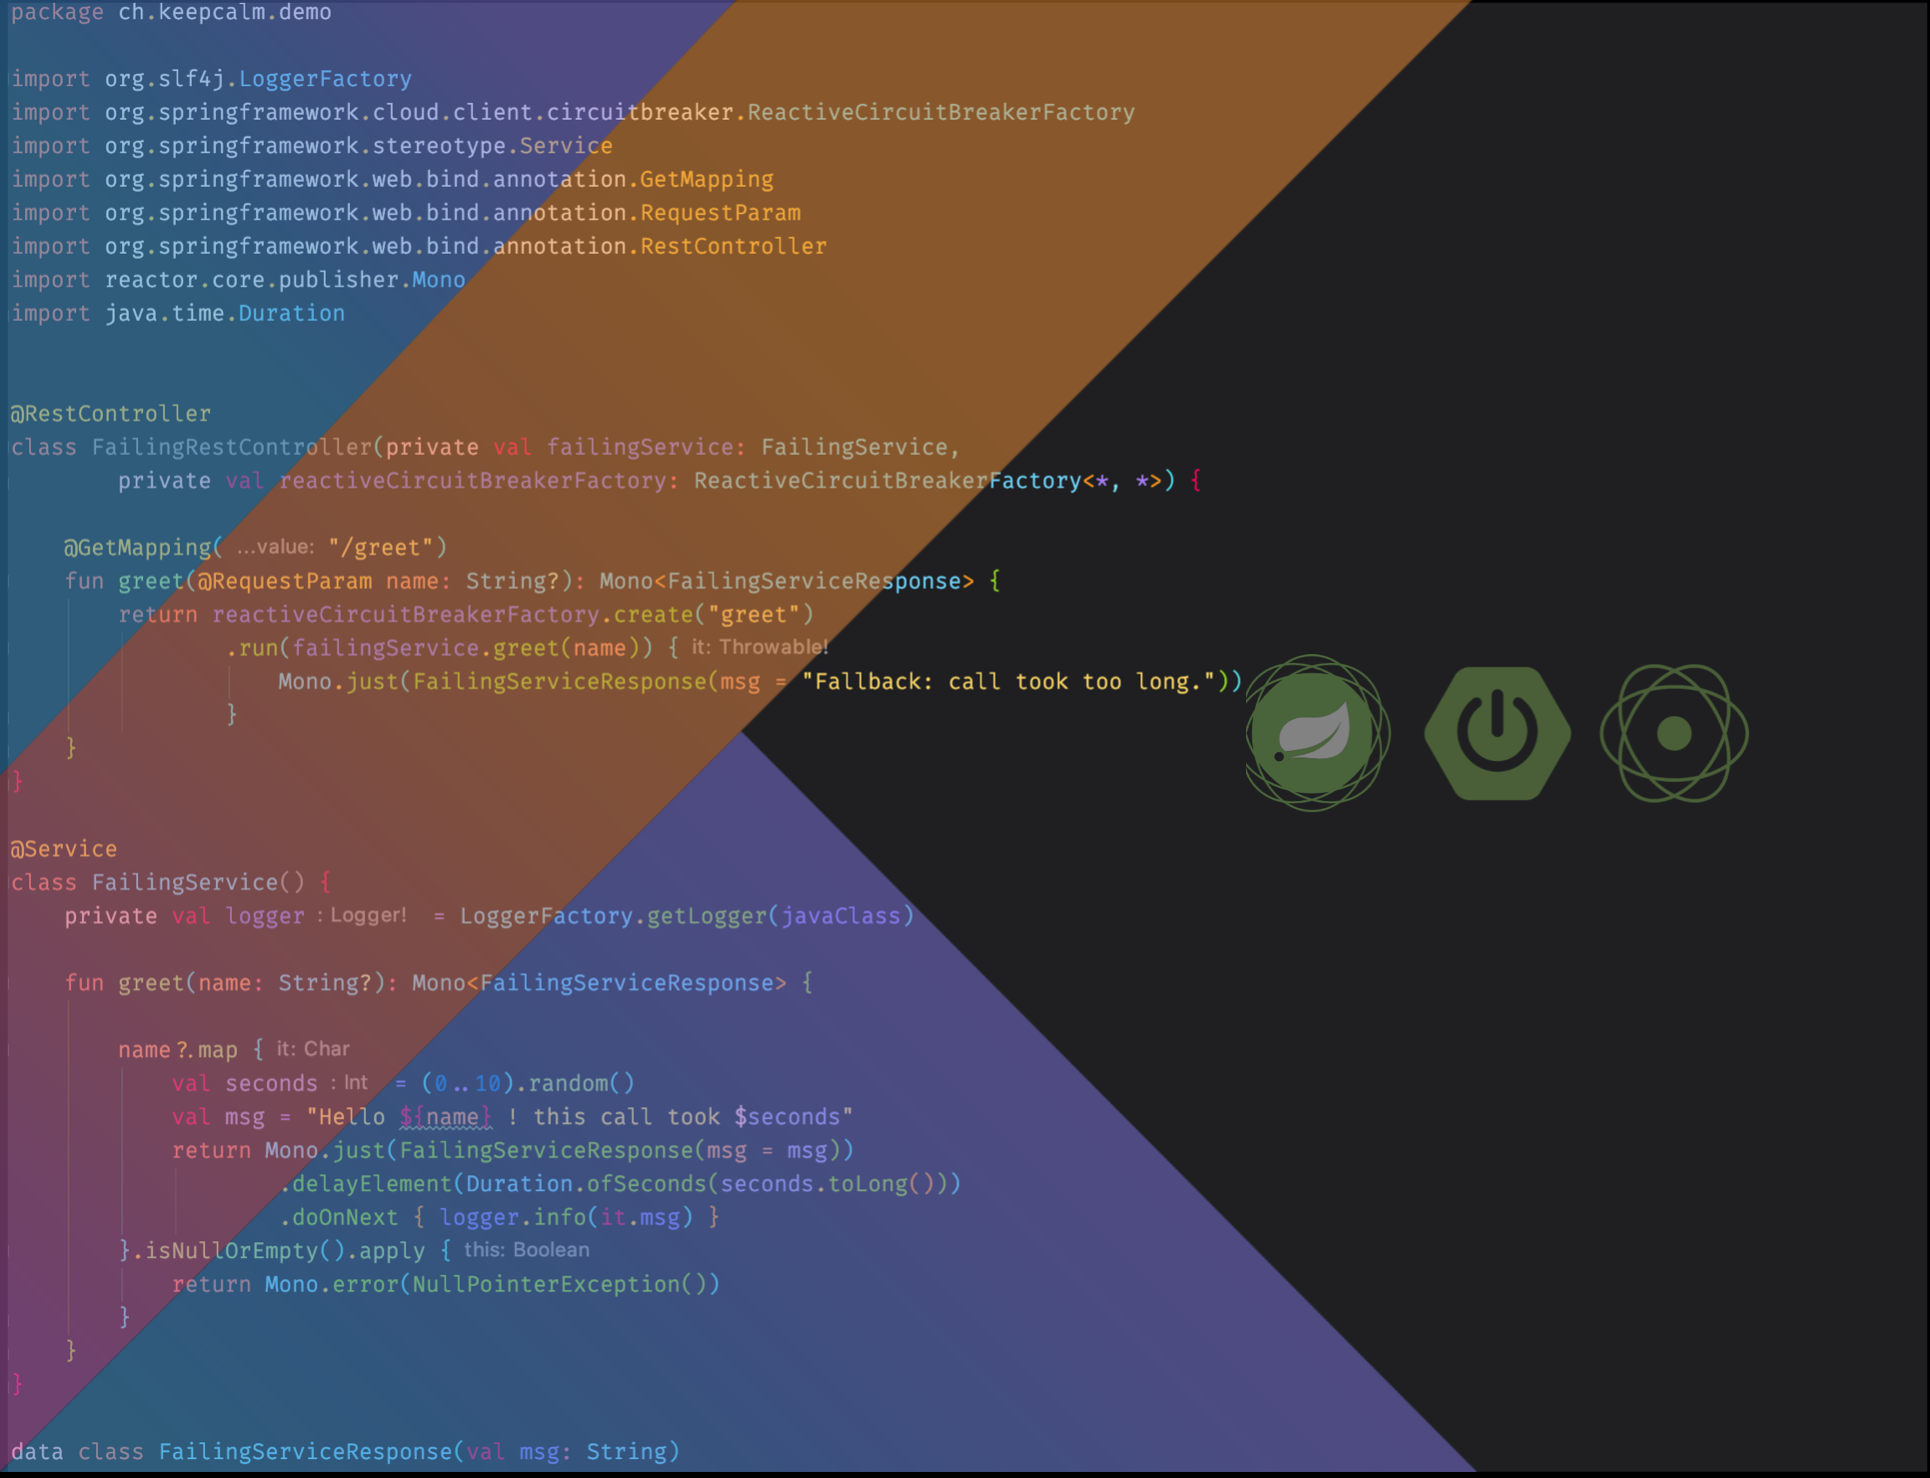 package ch.keepcalm.demo
import org.slf4j.LoggerFactory
import org.springframework.cloud.client.circuitbreaker.ReactiveCircuitBreakerFactory
import org.springframework.stereotype.Service
import org.springframework.web.bind.annotation.GetMapping
import org.springframework.web.bind.annotation.RequestParam
import org.springframework.web.bind.annotation.RestController
import reactor.core.publisher.Mono
import java.time.Duration
@RestController
class FailingRestController(private val failingService: FailingService,
private val reactiveCircuitBreakerFactory: ReactiveCircuitBreakerFactory<*, *>) {
@GetMapping( ...value: "/greet")
fun greet(@RequestParam name: String?): Mono<FailingServiceResponse> {
return reactiveCircuitBreakerFactory.create("greet")
.run(failingService.greet(name)) { it: Throwable!
Mono.just(FailingServiceResponse(msg = "Fallback: call took too long."))
}
}
}
@Service
class FailingService() {
private val logger : Logger! = LoggerFactory.getLogger(javaClass)
fun greet(name: String?): Mono<FailingServiceResponse> {
name?.map { it: Char
val seconds : Int = (0..10).random()
val msg = "Hello ${name} ! this call took $seconds"
return Mono.just(FailingServiceResponse(msg = msg))
.delayElement(Duration.ofSeconds(seconds.toLong()))
.doOnNext { logger.info(it.msg) }
}.isNullOrEmpty().apply { this: Boolean
return Mono.error(NullPointerException())
}
}
}
data class FailingServiceResponse(val msg: String)